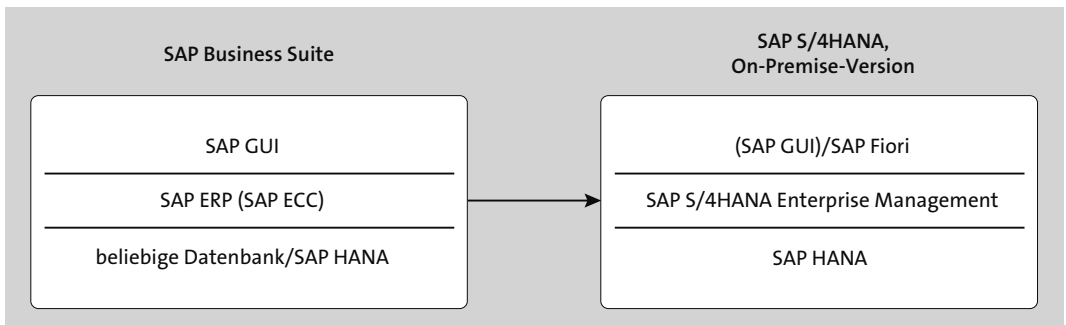 SAP Business Suite
SAP GUI
SAP ERP (SAP ECC)
beliebige Datenbank/SAP HANA
SAP S/4HANA,
On-Premise-Version
(SAP GUI)/SAP Fiori
SAP S/4HANA Enterprise Management
SAP HANA